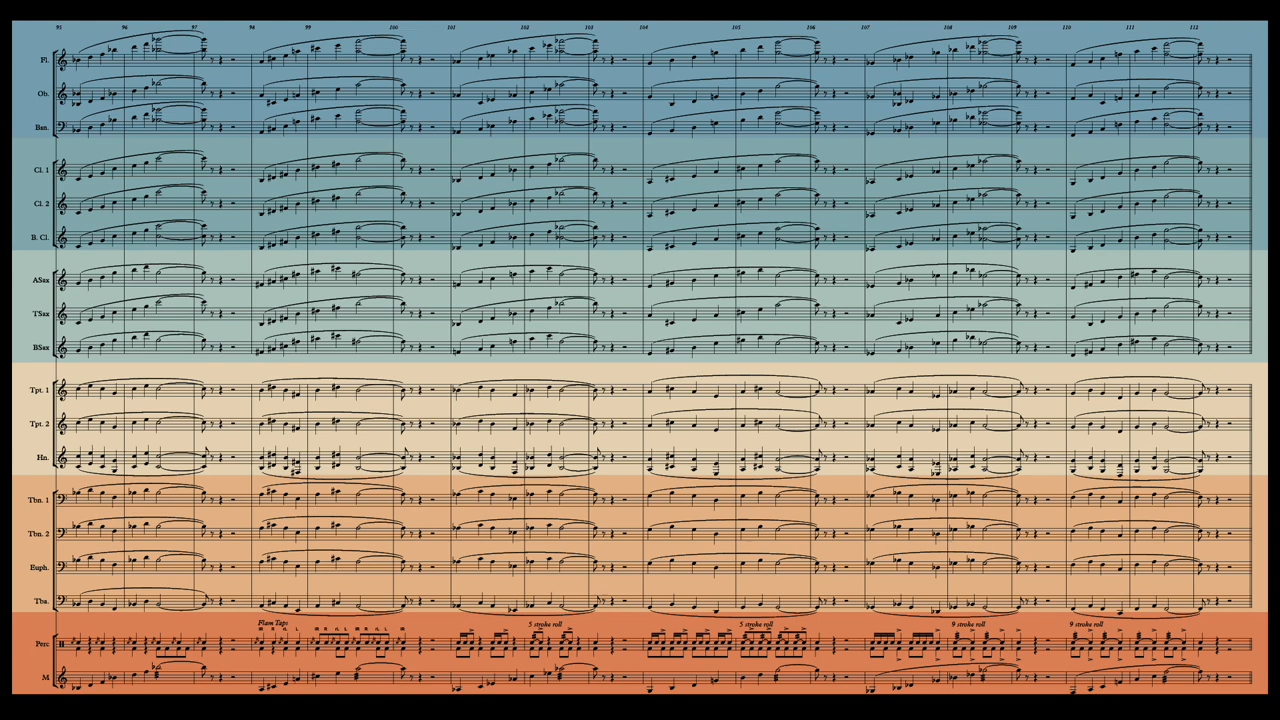 95 96 97 98 99 100 101 102 103 104 105 106 107 108 109 110 111 112
Fl.
Ob.
Bsn.
Cl. 1
Cl. 2
B. Cl.
ASax
TSax
BSax
Tpt. 1
Tpt. 2
Hn.
Tbn. 1
Tbn. 2
Euph.
Tba.
Flam Taps 5 stroke roll 5 stroke roll 9 stroke roll 9 stroke roll
Perc
M